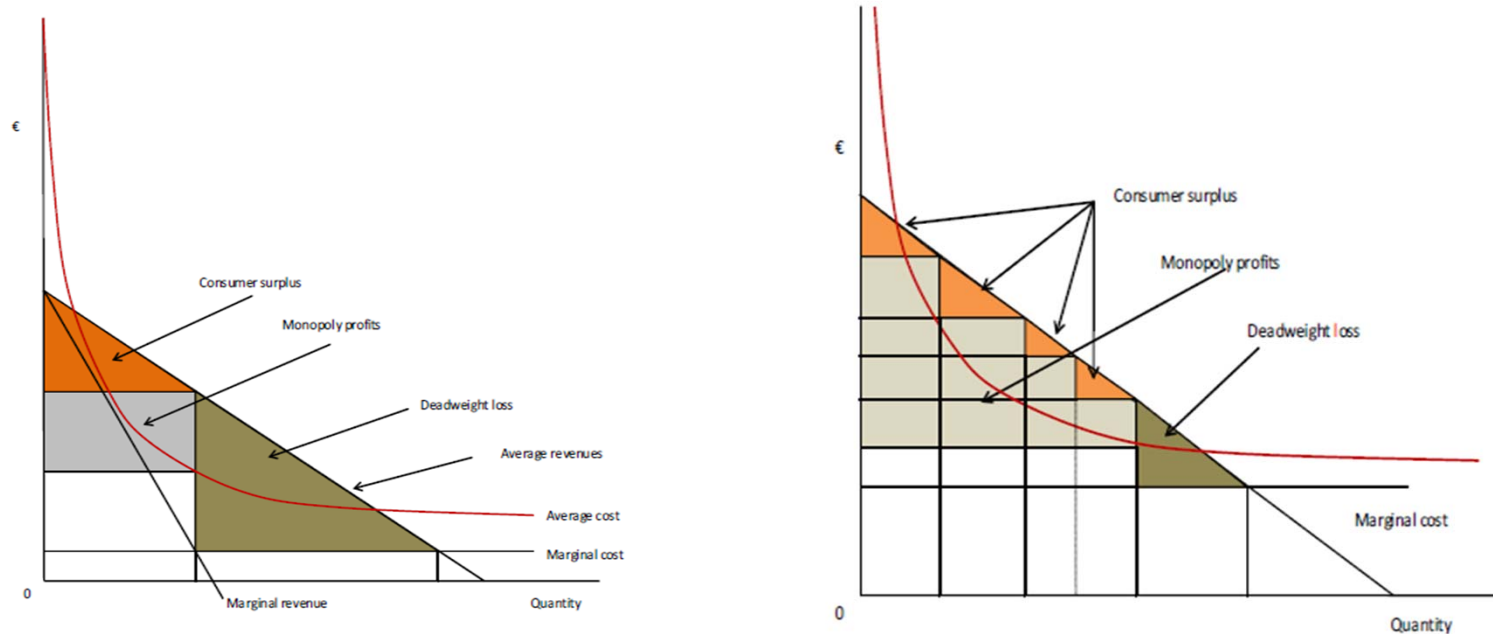 €
Consumer surplus
Monopoly profits
Deadweight loss
Average revenues
Average cost
Marginal cost
0
Marginal revenue
Quantity
€
Consumer surplus
Monopoly profits
Deadweight loss
Marginal cost
0
Quantity